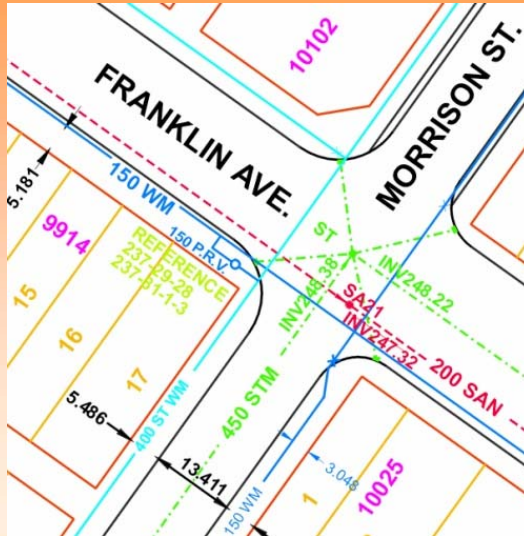 10102
FRANKLIN AVE.
MORRISON ST.
5.181
150 WM
9914
REFERENCE
237-29-28
237-31-1-3
150 P.R.V
ST
INV248.38
INV248.22
SA21
INV247.32
200 SAN
15
16
17
5.486
400 ST WM
450 STM
13.411
150 WM
3.048
1
10025